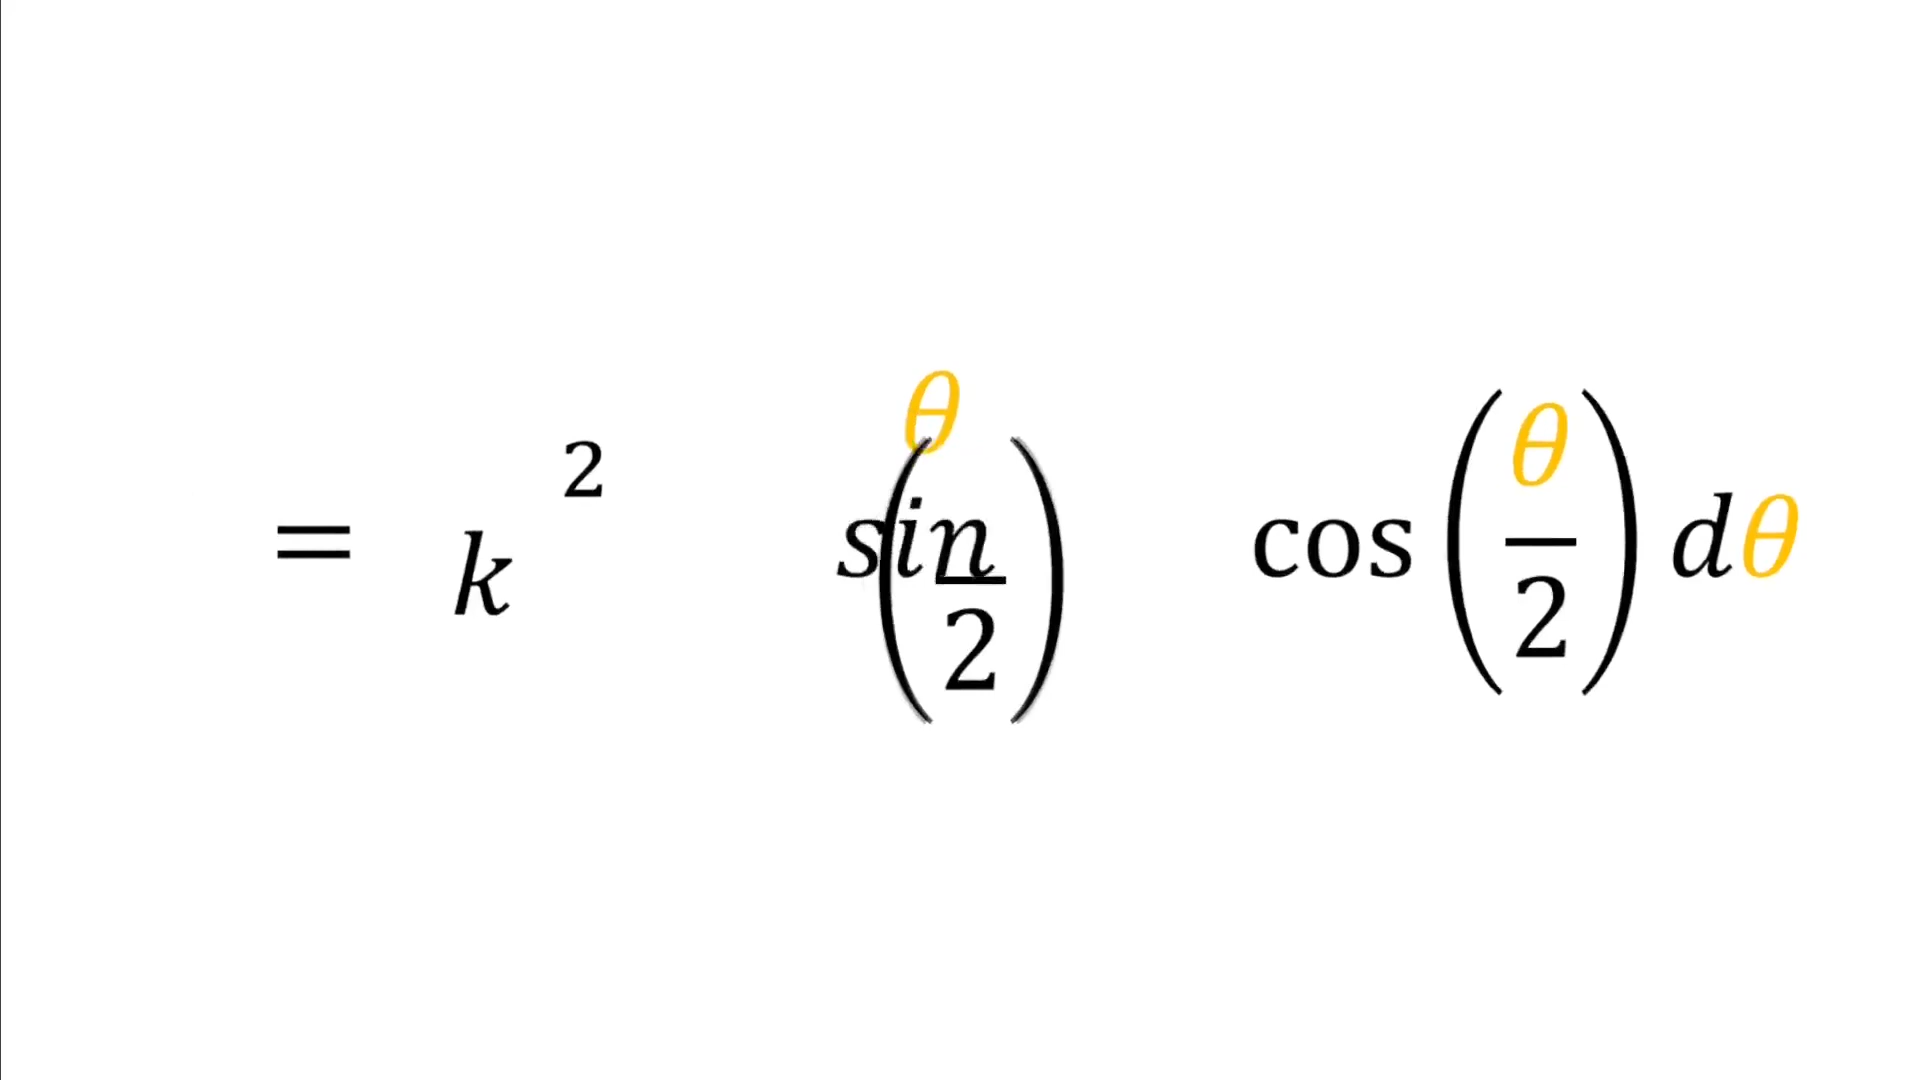 = k² sin(θ/2) cos(θ/2) dθ